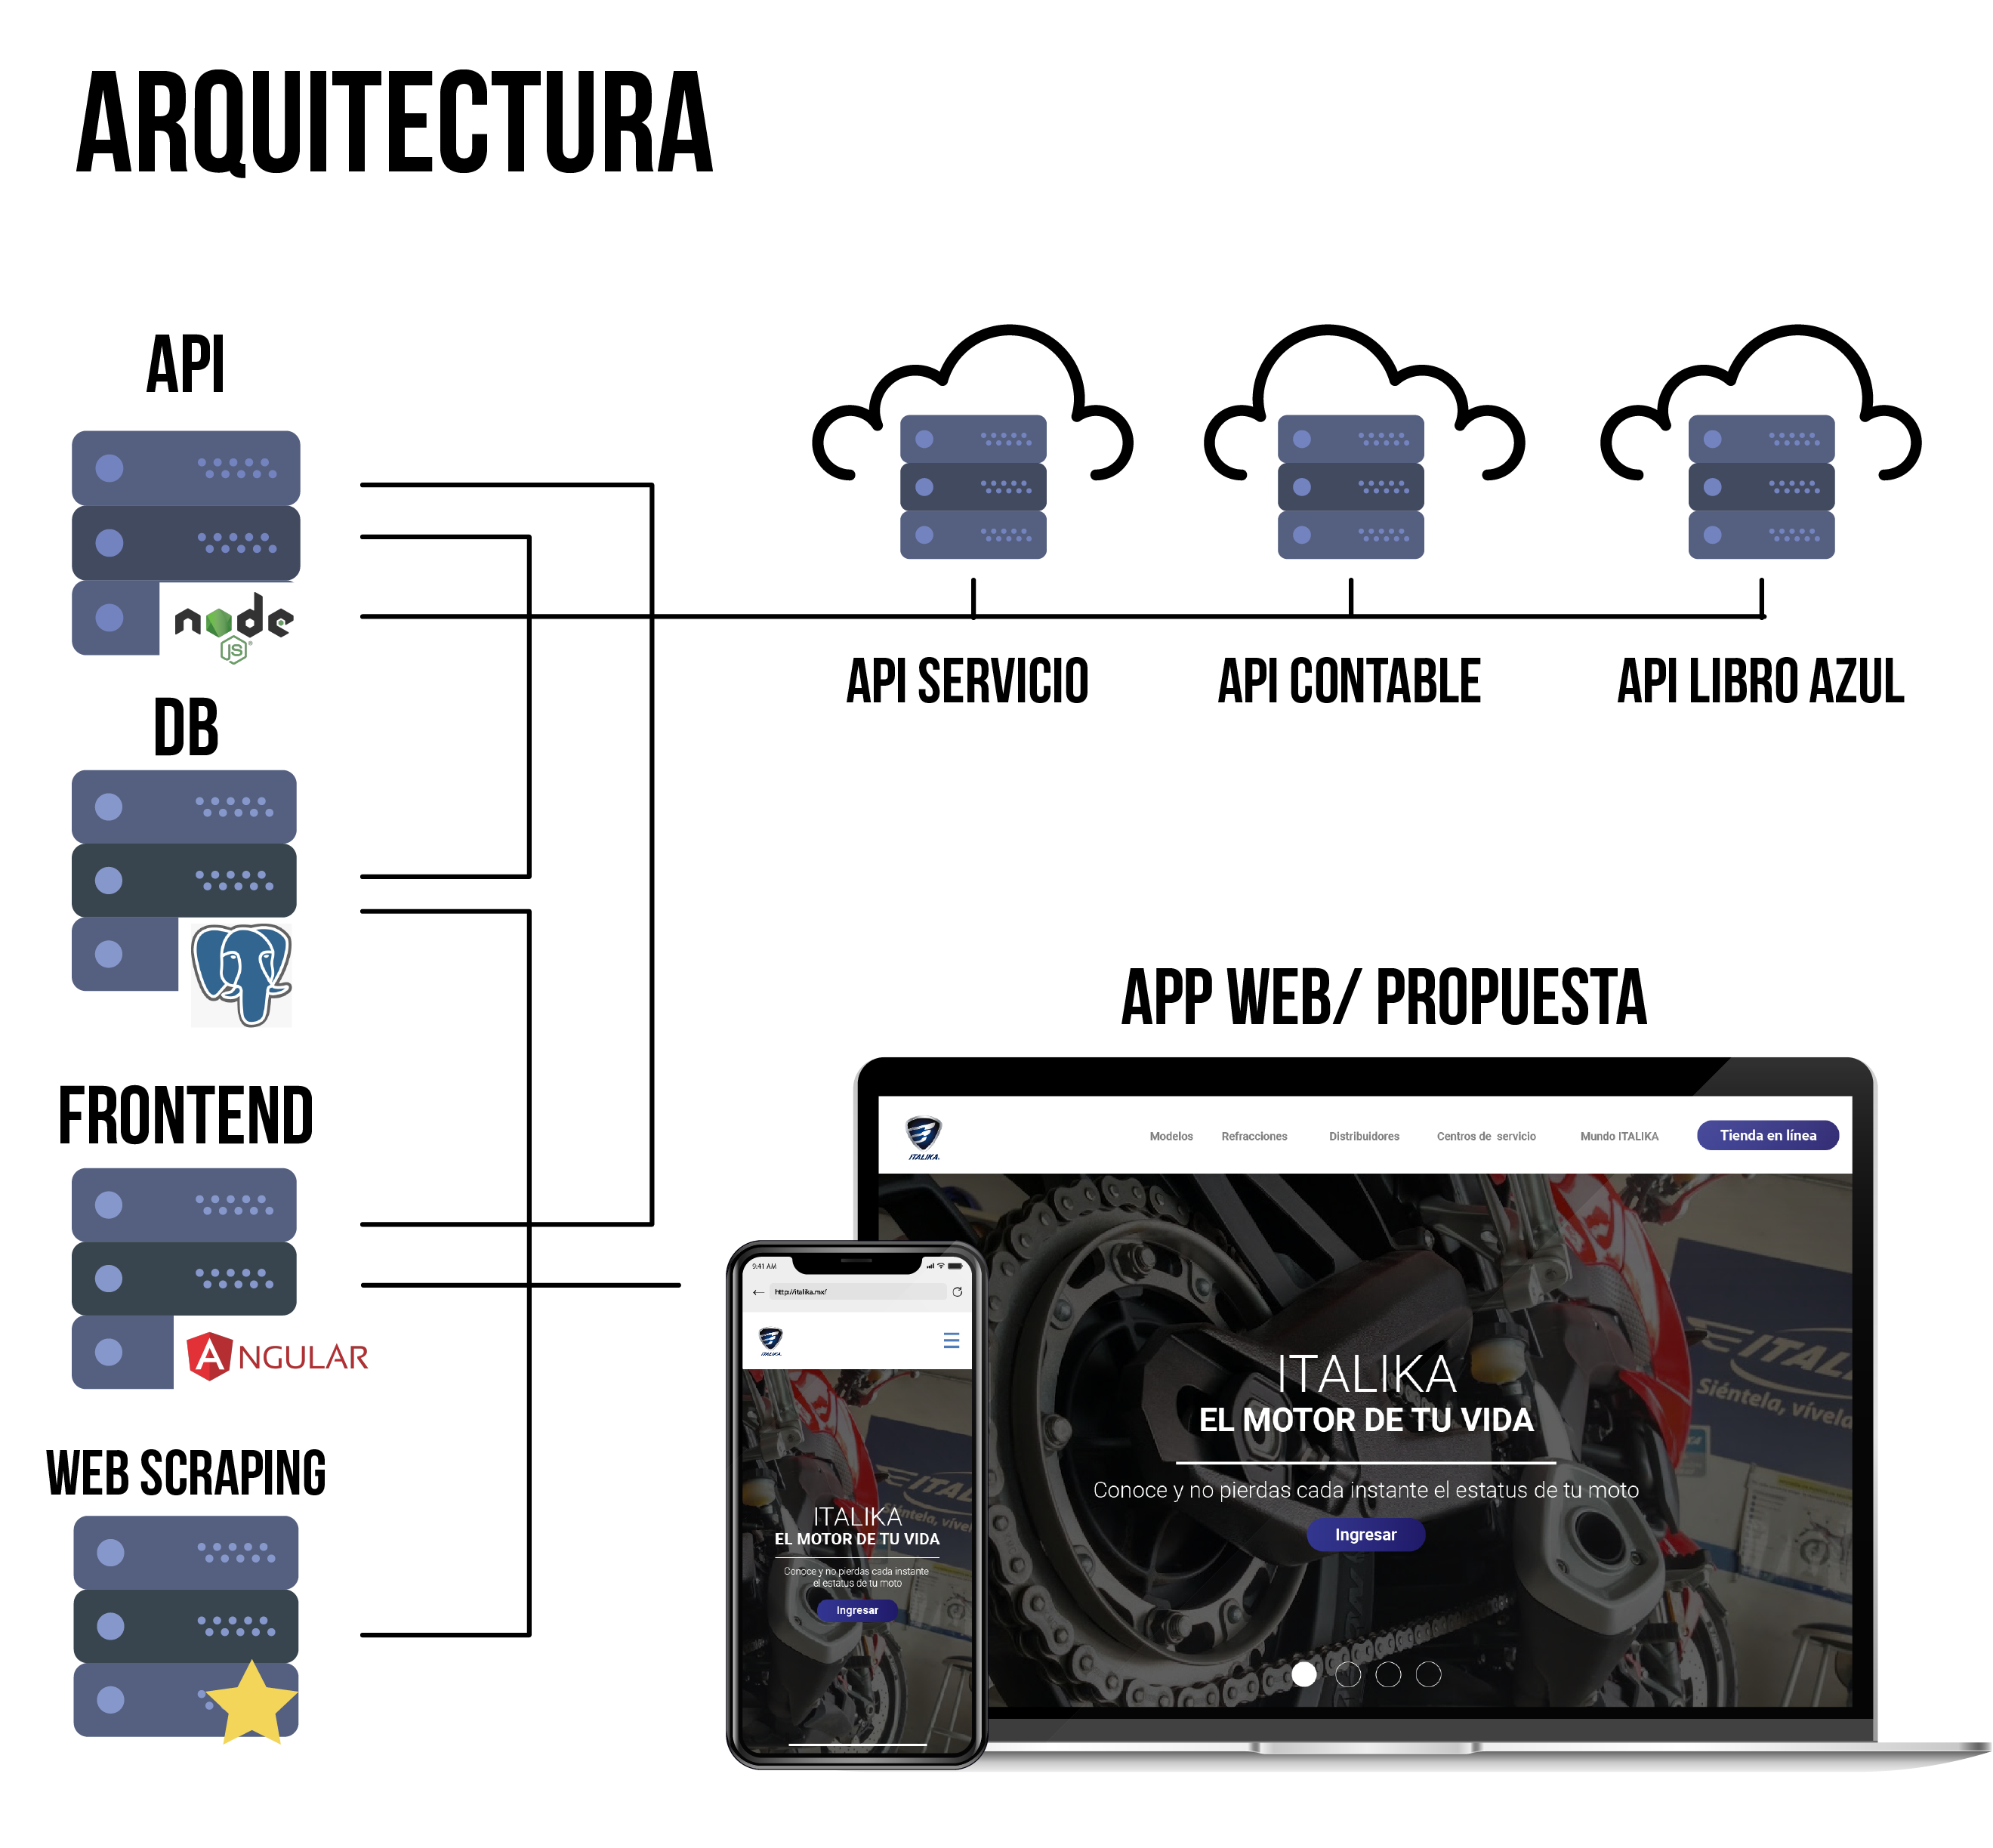 ARQUITECTURA
API
node
JS
DB
FRONTEND
ANGULAR
WEB SCRAPING
API SERVICIO
API CONTABLE
API LIBRO AZUL
APP WEB/ PROPUESTA
ITALIKA
Modelos Refracciones Distribuidores Centros de servicio Mundo ITALIKA Tienda en línea
Siéntela, vívela
ITALIKA
EL MOTOR DE TU VIDA
Conoce y no pierdas cada instante el estatus de tu moto
Ingresar
9:41 AM
http://italika.mx/
ITALIKA
ITALIKA
EL MOTOR DE TU VIDA
Conoce y no pierdas cada instante
el estatus de tu moto
Ingresar